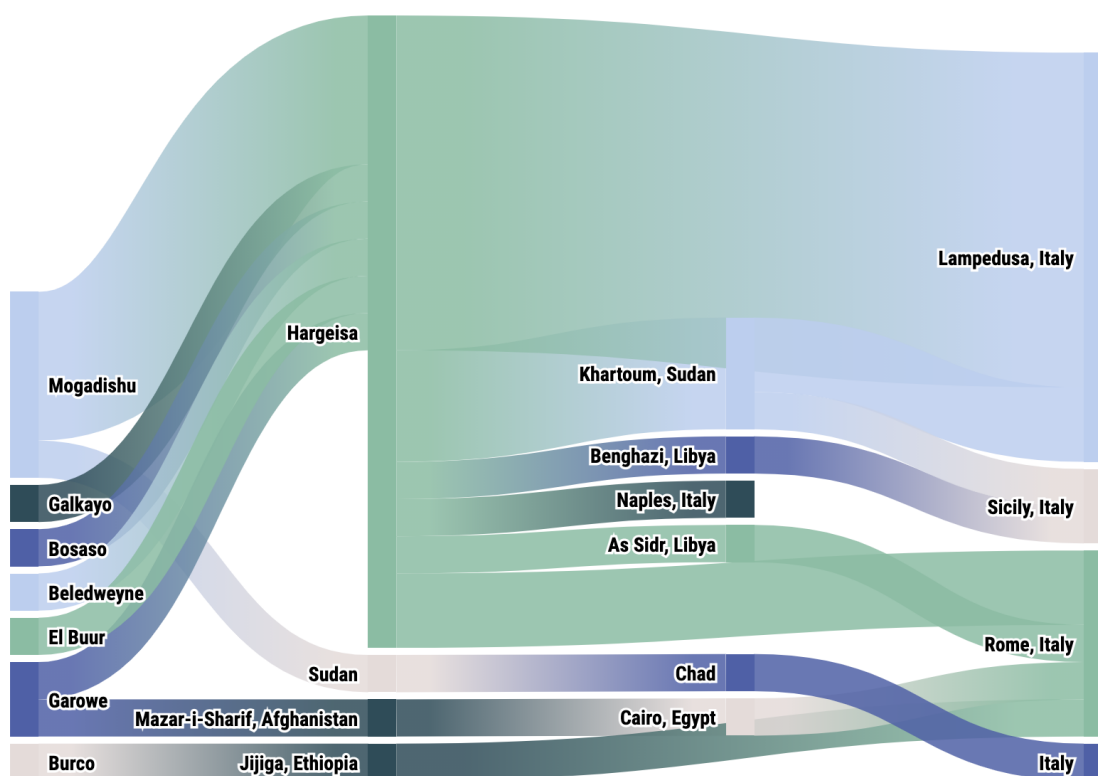 Lampedusa, Italy
Hargeisa
Khartoum, Sudan
Mogadishu
Benghazi, Libya
Naples, Italy
Galkayo
Sicily, Italy
As Sidr, Libya
Bosaso
Beledweyne
El Buur
Rome, Italy
Sudan
Chad
Garowe
Mazar-i-Sharif, Afghanistan
Cairo, Egypt
Burco
Jijiga, Ethiopia
Italy